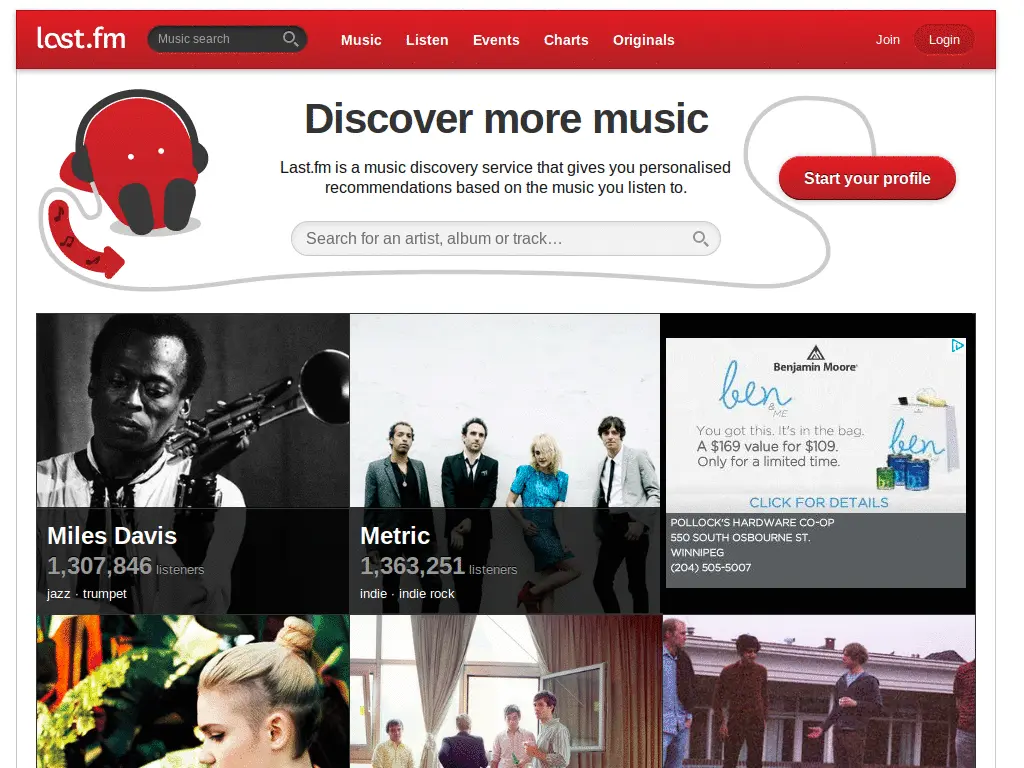 last.fm
Music search
Music Listen Events Charts Originals
Join Login
Discover more music
Last.fm is a music discovery service that gives you personalised
recommendations based on the music you listen to.
Start your profile
Search for an artist, album or track…
Miles Davis
1,307,846 listeners
jazz · trumpet
Metric
1,363,251 listeners
indie · indie rock
Benjamin Moore®
ben
& ME
You got this. It's in the bag.
A $169 value for $109.
Only for a limited time.
ben
CLICK FOR DETAILS
POLLOCK'S HARDWARE CO-OP
550 SOUTH OSBOURNE ST.
WINNIPEG
(204) 505-5007